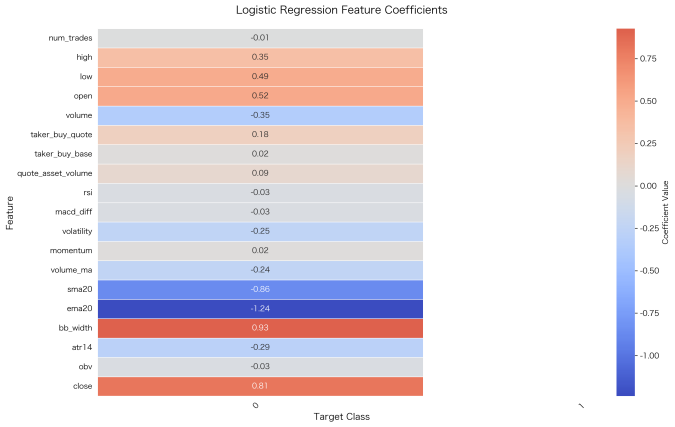 Logistic Regression Feature Coefficients
num_trades -0.01
high 0.35
low 0.49
open 0.52
volume -0.35
taker_buy_quote 0.18
taker_buy_base 0.02
quote_asset_volume 0.09
rsi -0.03
macd_diff -0.03
volatility -0.25
momentum 0.02
volume_ma -0.24
sma20 -0.86
ema20 -1.24
bb_width 0.93
atr14 -0.29
obv -0.03
close 0.81
Feature
0 1
Target Class
0.75
0.50
0.25
0.00
-0.25
-0.50
-0.75
-1.00
Coefficient Value